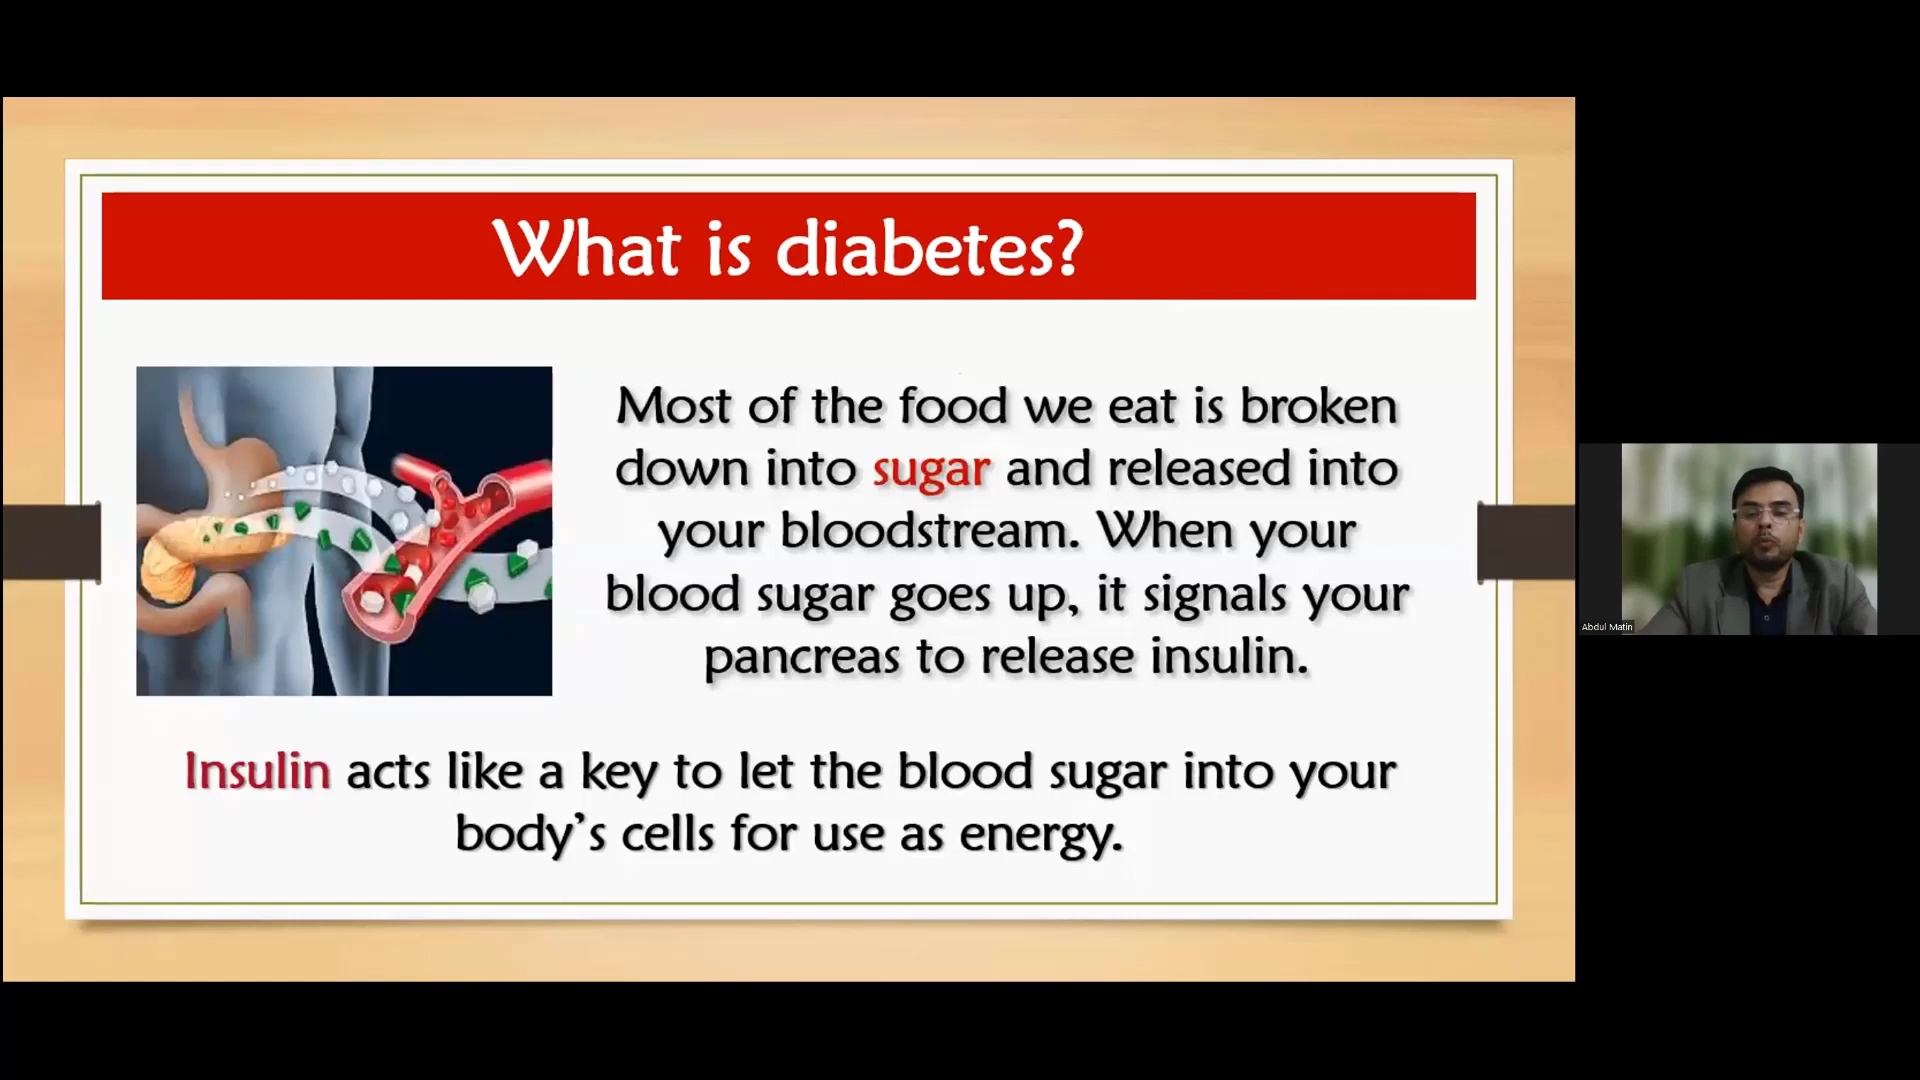 What is diabetes?
Most of the food we eat is broken
down into sugar and released into
your bloodstream. When your
blood sugar goes up, it signals your
pancreas to release insulin.
Insulin acts like a key to let the blood sugar into your
body’s cells for use as energy.
Abdul Matin